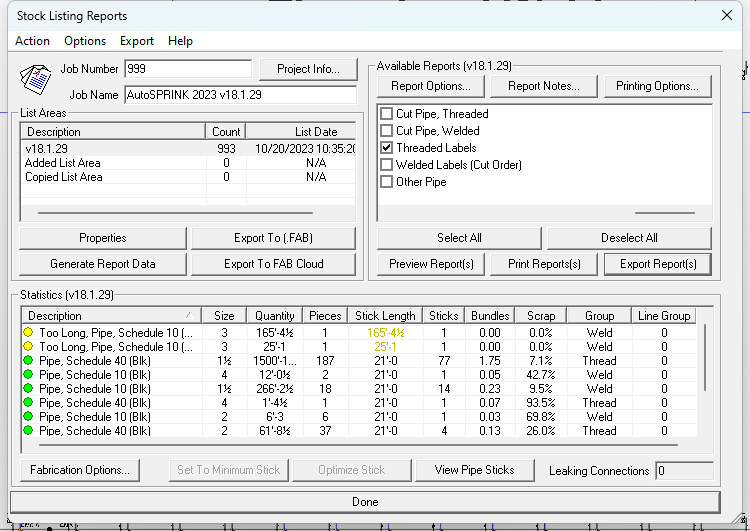 Stock Listing Reports
Action Options Export Help
Job Number 999 Project Info...
Job Name AutoSPRINK 2023 v18.1.29
List Areas
Description Count List Date
v18.1.29 993 10/20/2023 10:35:20
Added List Area 0 N/A
Copied List Area 0 N/A
Properties Export To (.FAB)
Generate Report Data Export To FAB Cloud
Available Reports (v18.1.29)
Report Options... Report Notes... Printing Options...
Cut Pipe, Threaded
Cut Pipe, Welded
Threaded Labels
Welded Labels (Cut Order)
Other Pipe
Select All Deselect All
Preview Report(s) Print Reports(s) Export Report(s)
Statistics (v18.1.29)
Description Size Quantity Pieces Stick Length Sticks Bundles Scrap Group Line Group
Too Long, Pipe, Schedule 10 (... 3 165'-4½ 1 165'-4½ 1 0.00 0.0% Weld 0
Too Long, Pipe, Schedule 10 (... 3 25'-1 1 25'-1 1 0.00 0.0% Weld 0
Pipe, Schedule 40 (Blk) 1½ 1500'-1... 187 21'-0 77 1.75 7.1% Thread 0
Pipe, Schedule 10 (Blk) 4 12'-0½ 2 21'-0 1 0.05 42.7% Weld 0
Pipe, Schedule 10 (Blk) 1½ 266'-2½ 18 21'-0 14 0.23 9.5% Weld 0
Pipe, Schedule 40 (Blk) 4 1'-4½ 1 21'-0 1 0.07 93.5% Thread 0
Pipe, Schedule 10 (Blk) 2 6'-3 6 21'-0 1 0.03 69.8% Weld 0
Pipe, Schedule 40 (Blk) 2 61'-8½ 37 21'-0 4 0.13 26.0% Thread 0
Fabrication Options... Set To Minimum Stick Optimize Stick View Pipe Sticks Leaking Connections 0
Done